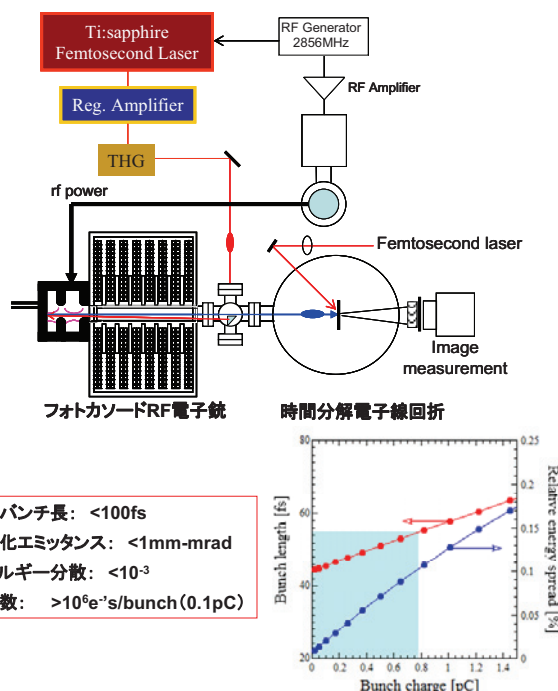 Ti:sapphire
Femtosecond Laser
RF Generator
2856MHz
RF Amplifier
Reg. Amplifier
THG
rf power
Femtosecond laser
Image
measurement
フォトカソードRF電子銃
時間分解電子線回折
バンチ長: <100fs
化エミッタンス: <1mm-mrad
ルギー分散: <10⁻³
数: >10⁶e⁻'s/bunch(0.1pC)
Bunch length [fs]
80
60
40
20
0
0.2
0.4
0.6
0.8
1
1.2
1.4
Bunch charge [pC]
0.25
0.2
0.15
0.1
0.05
0
Relative energy spread [%]